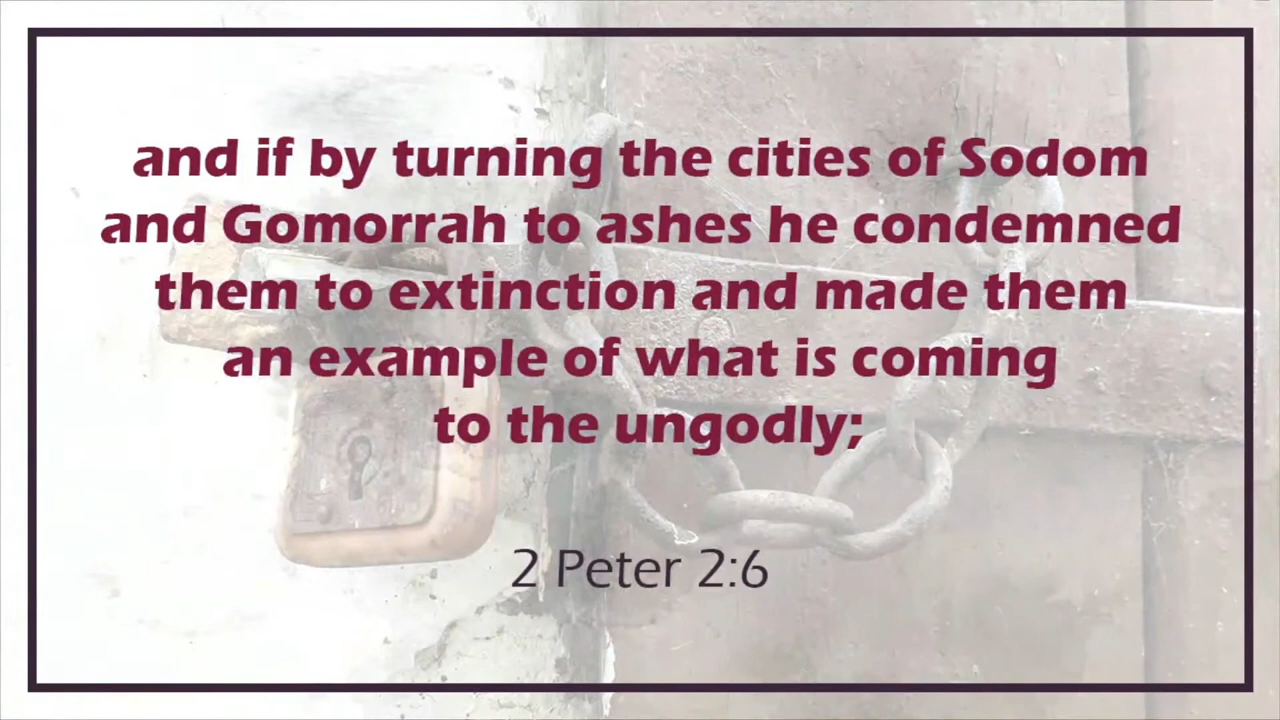 and if by turning the cities of Sodom
and Gomorrah to ashes he condemned
them to extinction and made them
an example of what is coming
to the ungodly;
2 Peter 2:6